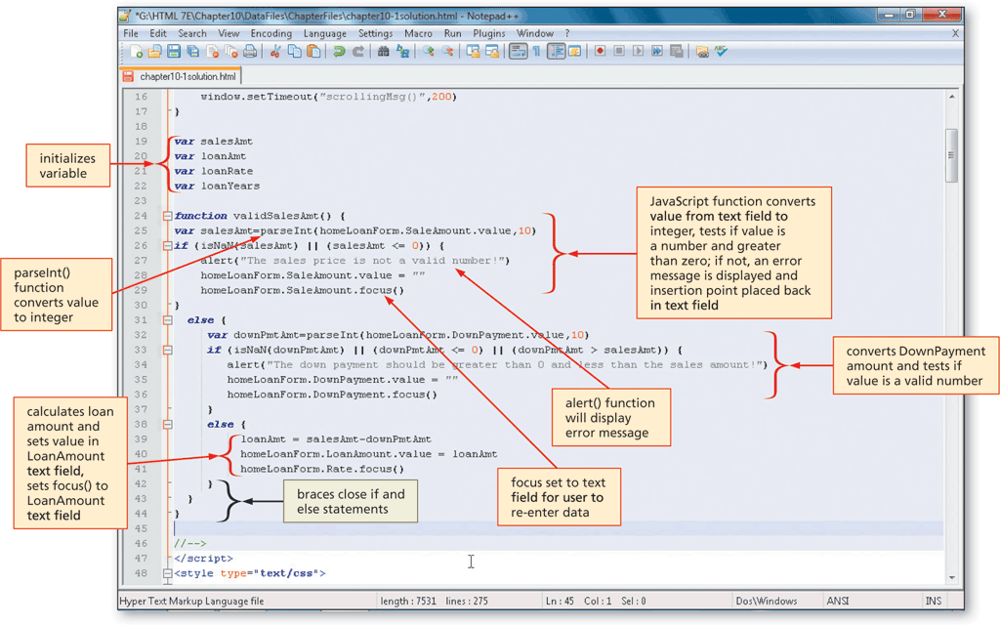 *G:\HTML 7E\Chapter10\DataFiles\ChapterFiles\chapter10-1solution.html - Notepad++
File Edit Search View Encoding Language Settings Macro Run Plugins Window ? X
chapter10-1solution.html
16 window.setTimeout("scrollingMsg()",200)
17 }
18
19 var salesAmt
20 var loanAmt
21 var loanRate
22 var loanYears
23
24 function validSalesAmt() {
25 var salesAmt=parseInt(homeLoanForm.SaleAmount.value,10)
26 if (isNaN(salesAmt) || (salesAmt <= 0)) {
27 alert("The sales price is not a valid number!")
28 homeLoanForm.SaleAmount.value = ""
29 homeLoanForm.SaleAmount.focus()
30 }
31 else {
32 var downPmtAmt=parseInt(homeLoanForm.DownPayment.value,10)
33 if (isNaN(downPmtAmt) || (downPmtAmt <= 0) || (downPmtAmt > salesAmt)) {
34 alert("The down payment should be greater than 0 and less than the sales amount!")
35 homeLoanForm.DownPayment.value = ""
36 homeLoanForm.DownPayment.focus()
37 }
38 else {
39 loanAmt = salesAmt-downPmtAmt
40 homeLoanForm.LoanAmount.value = loanAmt
41 homeLoanForm.Rate.focus()
42 }
43 }
44 }
45
46 //-->
47 </script>
48 <style type="text/css">
Hyper Text Markup Language file length : 7531 lines : 275 Ln : 45 Col : 1 Sel : 0 Dos\Windows ANSI INS
initializes
variable
parseInt()
function
converts value
to integer
calculates loan
amount and
sets value in
LoanAmount
text field,
sets focus() to
LoanAmount
text field
JavaScript function converts
value from text field to
integer, tests if value is
a number and greater
than zero; if not, an error
message is displayed and
insertion point placed back
in text field
converts DownPayment
amount and tests if
value is a valid number
alert() function
will display
error message
focus set to text
field for user to
re-enter data
braces close if and
else statements